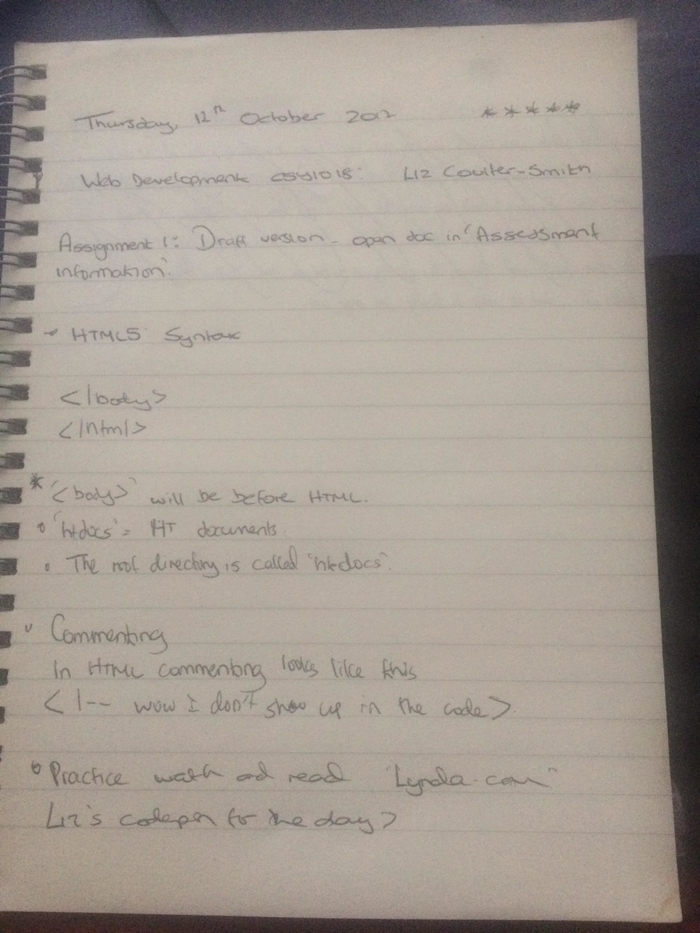 Thursday, 12th October 2017 *****
Web Development CSY1018: Liz Coulter-Smith
Assignment 1: Draft version - open doc in 'Assessment
information'.
- HTML5 Syntax
</body>
</html>
* '<body>' will be before HTML.
'htdocs' = HT documents.
The root directory is called 'htdocs'.
Commenting
In HTML commenting looks like this
<!-- wow I don't show up in the code>.
Practice watch and read 'Lynda.com'
Liz's codepen for the day>